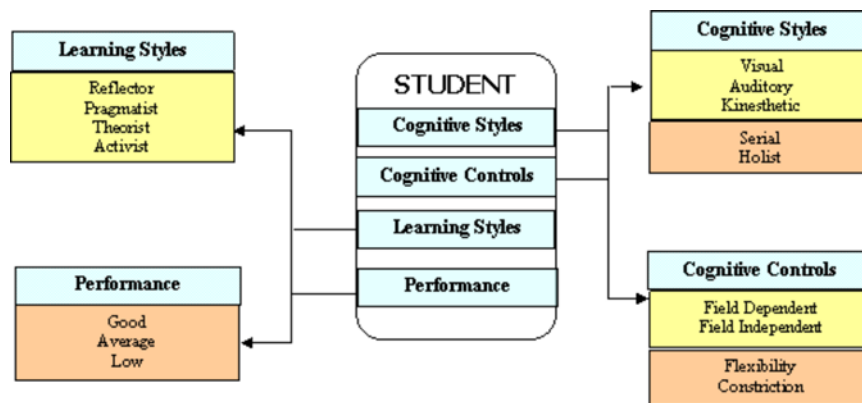 Learning Styles
Reflector
Pragmatist
Theorist
Activist
Performance
Good
Average
Low
STUDENT
Cognitive Styles
Cognitive Controls
Learning Styles
Performance
Cognitive Styles
Visual
Auditory
Kinesthetic
Serial
Holist
Cognitive Controls
Field Dependent
Field Independent
Flexibility
Constriction